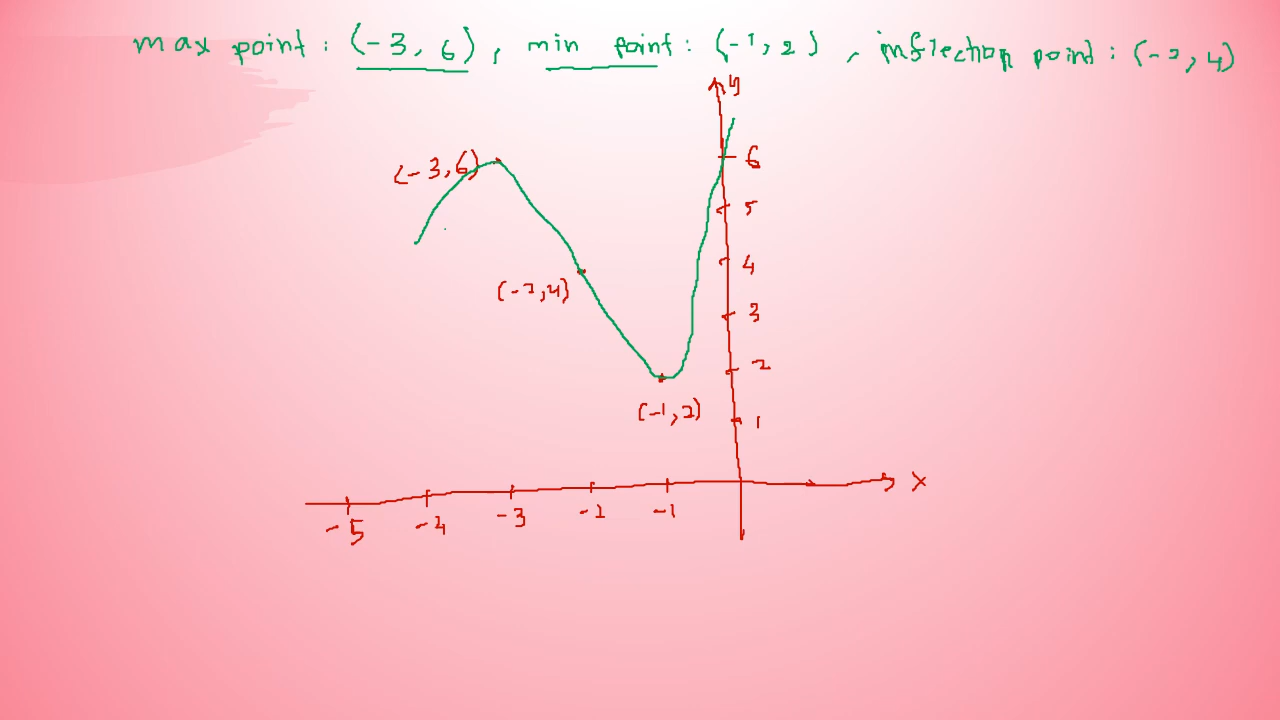 max point : (-3, 6), min point : (-1, 2), inflection point : (-2, 4)
y
(-3,6)
6
5
4
(-2,4)
3
2
(-1,2)
1
x
-5 -4 -3 -2 -1